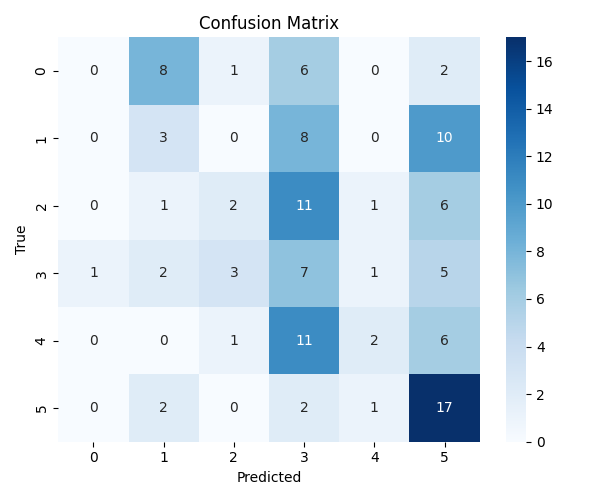 Confusion Matrix
0 0 8 1 6 0 2
1 0 3 0 8 0 10
2 0 1 2 11 1 6
3 1 2 3 7 1 5
4 0 0 1 11 2 6
5 0 2 0 2 1 17
0 1 2 3 4 5
True
Predicted
16
14
12
10
8
6
4
2
0